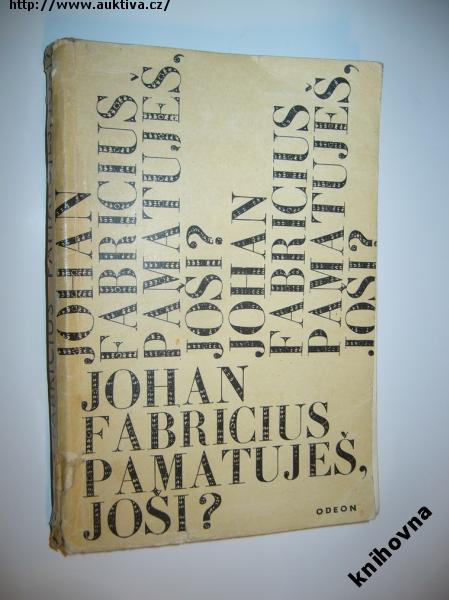 http://www.auktiva.cz/
JOHAN
FABRICIUS
PAMATUJEŠ,
JOŠI?
JOHAN
FABRICIUS
PAMATUJEŠ,
JOŠI?
JOHAN
FABRICIUS
PAMATUJEŠ,
JOŠI?
ODEON
knihovna